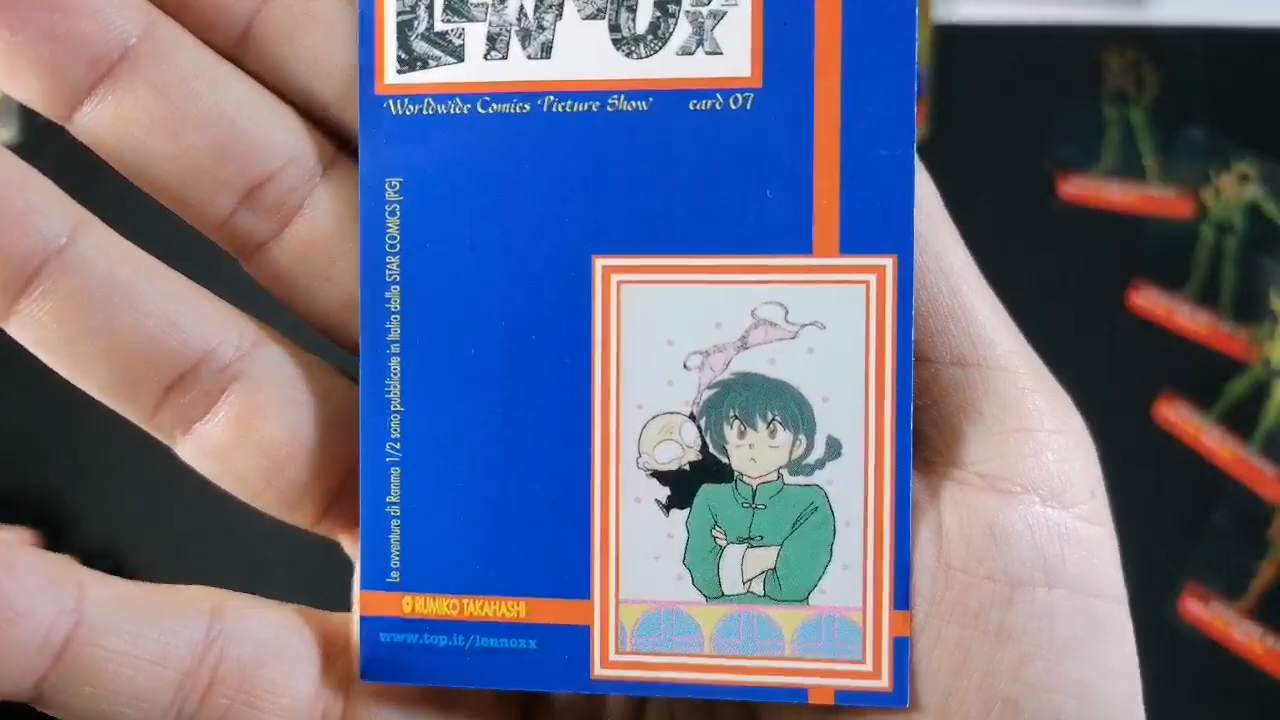 LENNOXX
Worldwide Comics Picture Show card 07
Le avventure di Ranma 1/2 sono pubblicate in Italia dalla STAR COMICS (PG)
© RUMIKO TAKAHASHI
www.top.it/lennoxx